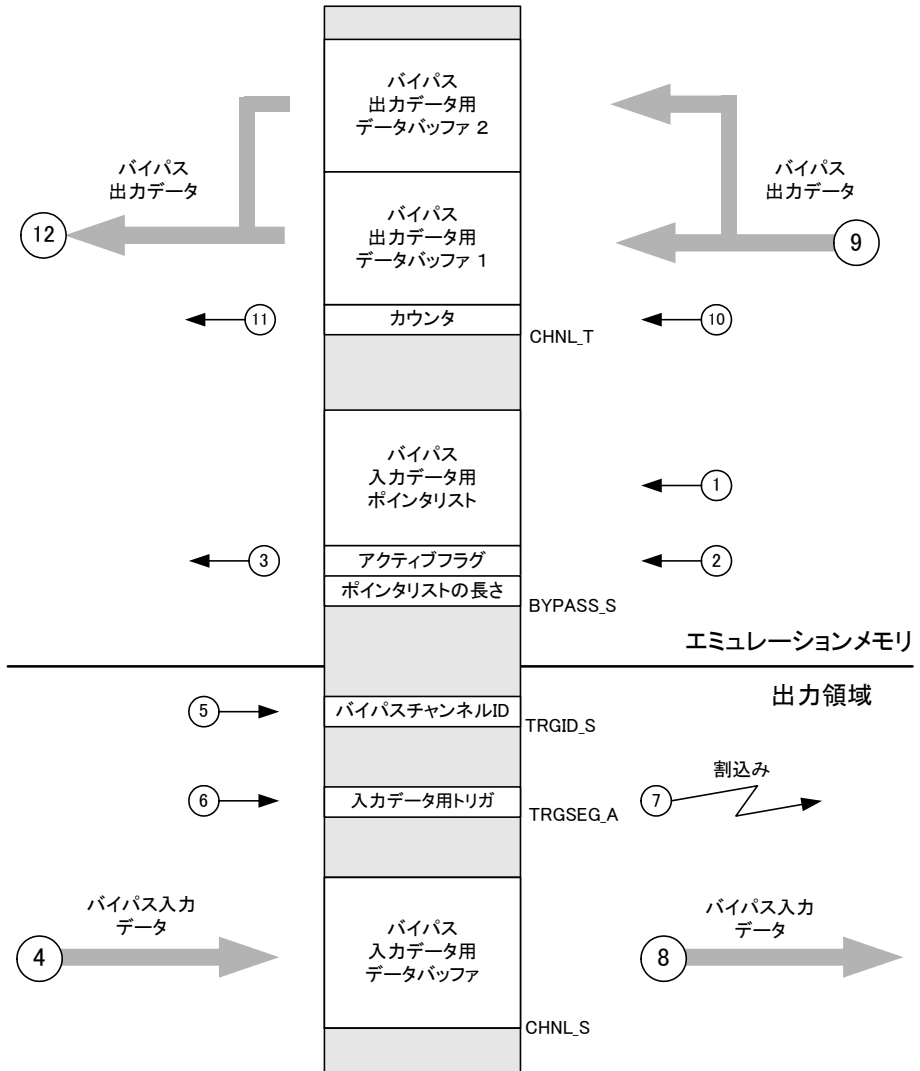 バイパス
出力データ用
データバッファ 2
バイパス
出力データ
バイパス
出力データ
12
バイパス
出力データ用
データバッファ 1
9
11
カウンタ
10
CHNL_T
バイパス
入力データ用
ポインタリスト
1
3
アクティブフラグ
2
ポインタリストの長さ
BYPASS_S
エミュレーションメモリ
出力領域
5
バイパスチャンネルID
TRGID_S
割込み
6
入力データ用トリガ
7
TRGSEG_A
バイパス入力
データ
バイパス入力
データ
4
バイパス
入力データ用
データバッファ
8
CHNL_S